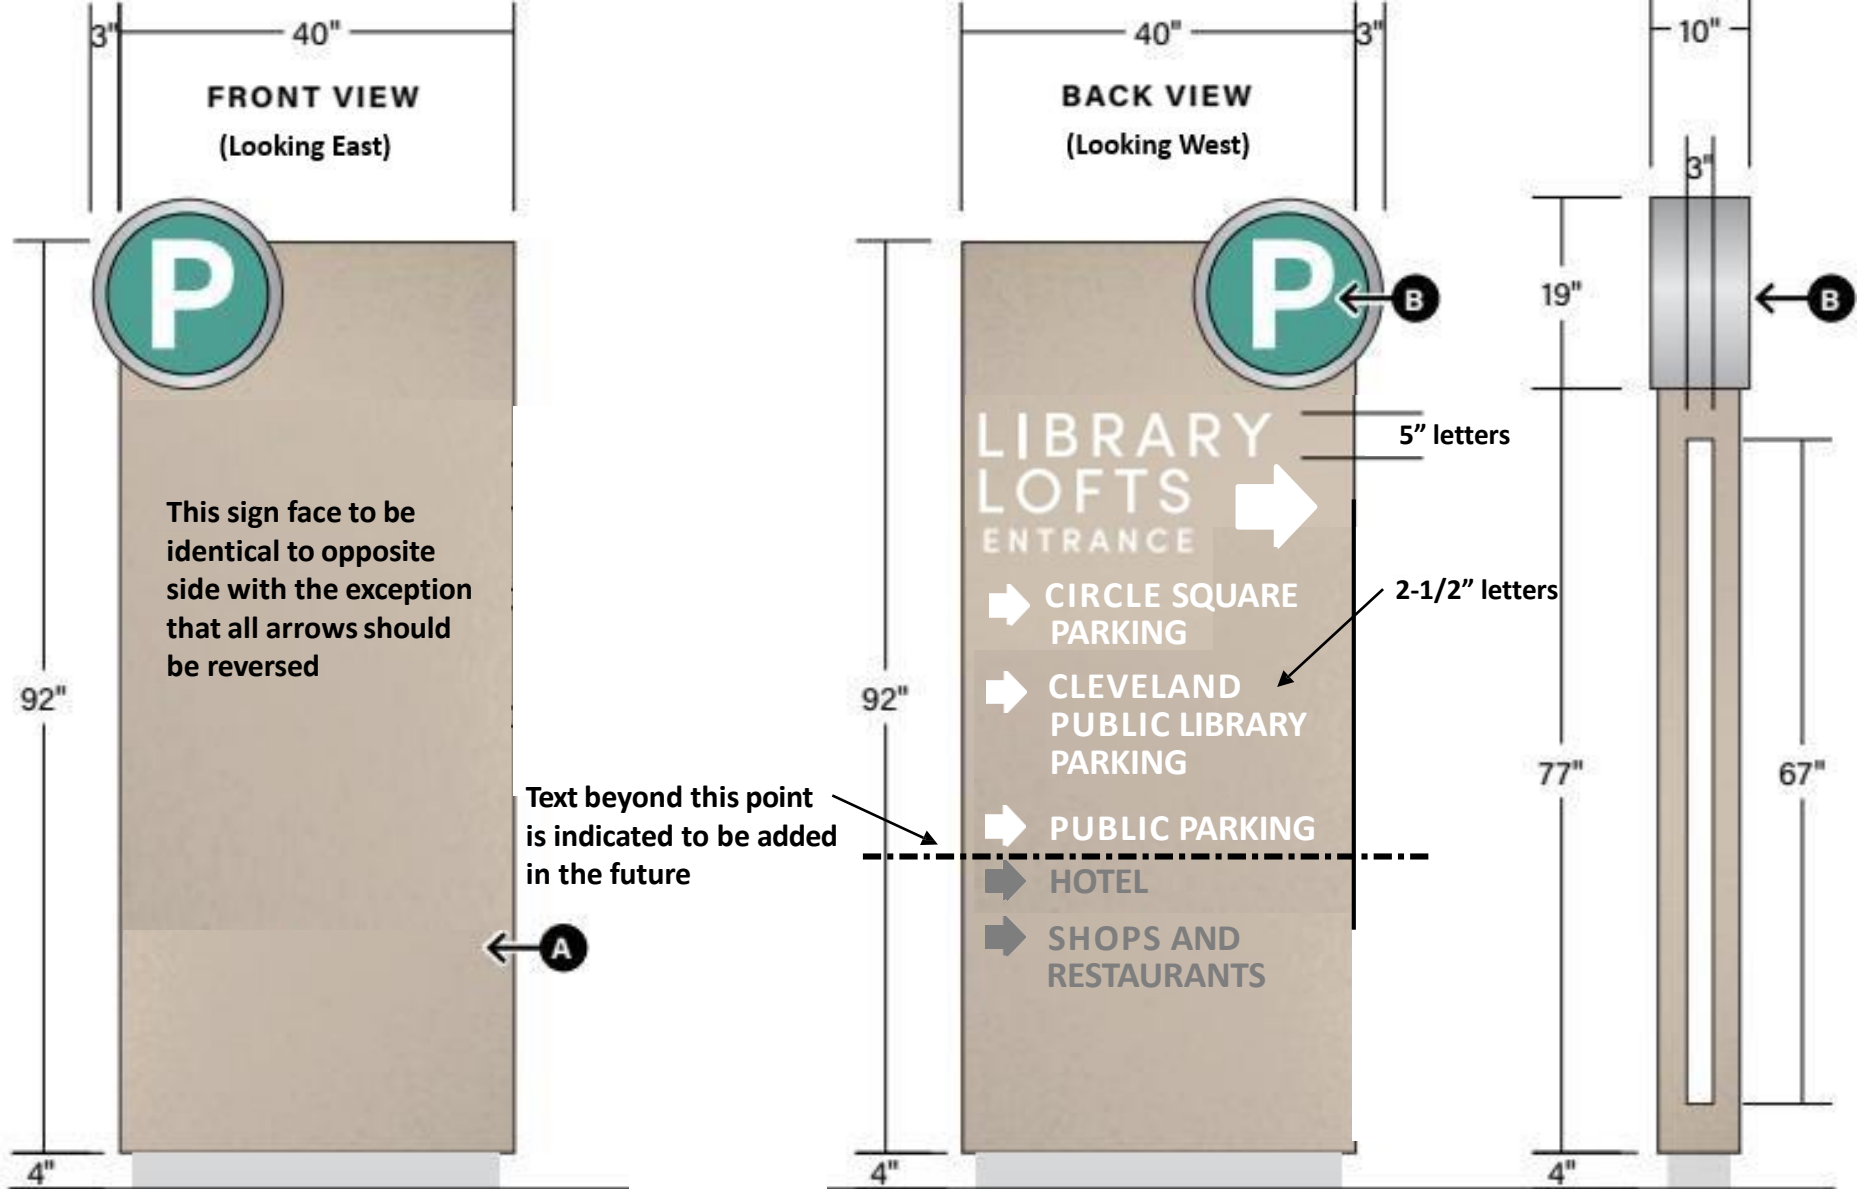 3" 40"
FRONT VIEW
(Looking East)
P
92"
This sign face to be
identical to opposite
side with the exception
that all arrows should
be reversed
Text beyond this point
is indicated to be added
in the future
A
4"
40" 3"
BACK VIEW
(Looking West)
P
B
92"
LIBRARY
LOFTS
ENTRANCE
5” letters
CIRCLE SQUARE
PARKING
2-1/2” letters
CLEVELAND
PUBLIC LIBRARY
PARKING
PUBLIC PARKING
HOTEL
SHOPS AND
RESTAURANTS
4"
10"
3"
19"
B
77"
67"
4"